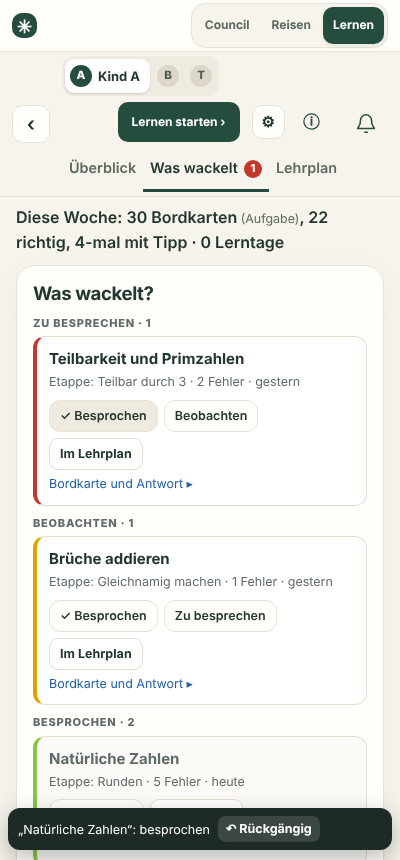 Council Reisen Lernen
A Kind A B T
‹ Lernen starten › ⚙ ⓘ
Überblick Was wackelt 1 Lehrplan
Diese Woche: 30 Bordkarten (Aufgabe), 22
richtig, 4-mal mit Tipp · 0 Lerntage
Was wackelt?
ZU BESPRECHEN · 1
Teilbarkeit und Primzahlen
Etappe: Teilbar durch 3 · 2 Fehler · gestern
✓ Besprochen Beobachten
Im Lehrplan
Bordkarte und Antwort ▸
BEOBACHTEN · 1
Brüche addieren
Etappe: Gleichnamig machen · 1 Fehler · gestern
✓ Besprochen Zu besprechen
Im Lehrplan
Bordkarte und Antwort ▸
BESPROCHEN · 2
Natürliche Zahlen
Etappe: Runden · 5 Fehler · heute
„Natürliche Zahlen“: besprochen ↶ Rückgängig